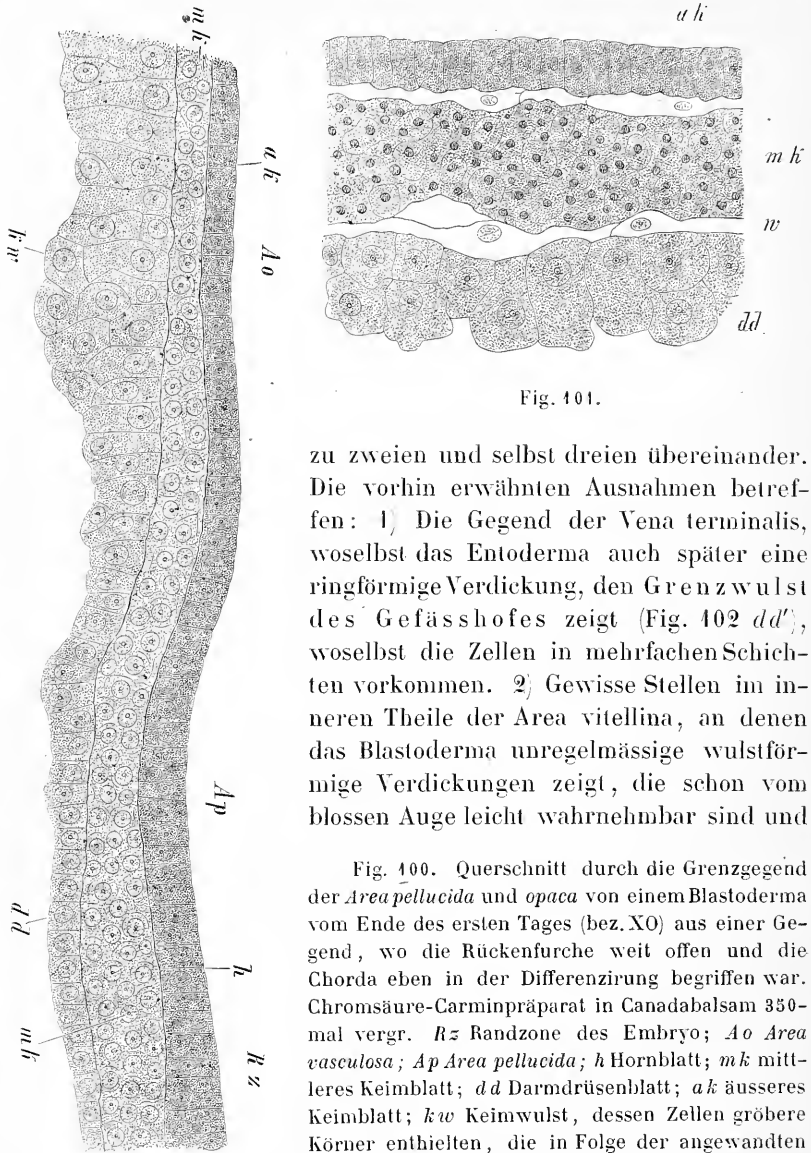 m k
a k
A o
k w
A p
d d
h
m k
R z
a k
m k
w
dd
Fig. 101.
zu zweien und selbst dreien übereinander.
Die vorhin erwähnten Ausnahmen betref-
fen: 1) Die Gegend der Vena terminalis,
woselbst das Entoderma auch später eine
ringförmige Verdickung, den Grenzwulst
des Gefässhofes zeigt (Fig. 102 dd'),
woselbst die Zellen in mehrfachen Schich-
ten vorkommen. 2) Gewisse Stellen im in-
neren Theile der Area vitellina, an denen
das Blastoderma unregelmässige wulstför-
mige Verdickungen zeigt, die schon vom
blossen Auge leicht wahrnehmbar sind und
Fig. 100. Querschnitt durch die Grenzgegend
der Area pellucida und opaca von einem Blastoderma
vom Ende des ersten Tages (bez. XO) aus einer Ge-
gend, wo die Rückenfurche weit offen und die
Chorda eben in der Differenzirung begriffen war.
Chromsäure-Carminpräparat in Canadabalsam 350-
mal vergr. Rz Randzone des Embryo; Ao Area
vasculosa; Ap Area pellucida; h Hornblatt; mk mitt-
leres Keimblatt; dd Darmdrüsenblatt; ak äusseres
Keimblatt; kw Keimwulst, dessen Zellen gröbere
Körner enthielten, die in Folge der angewandten